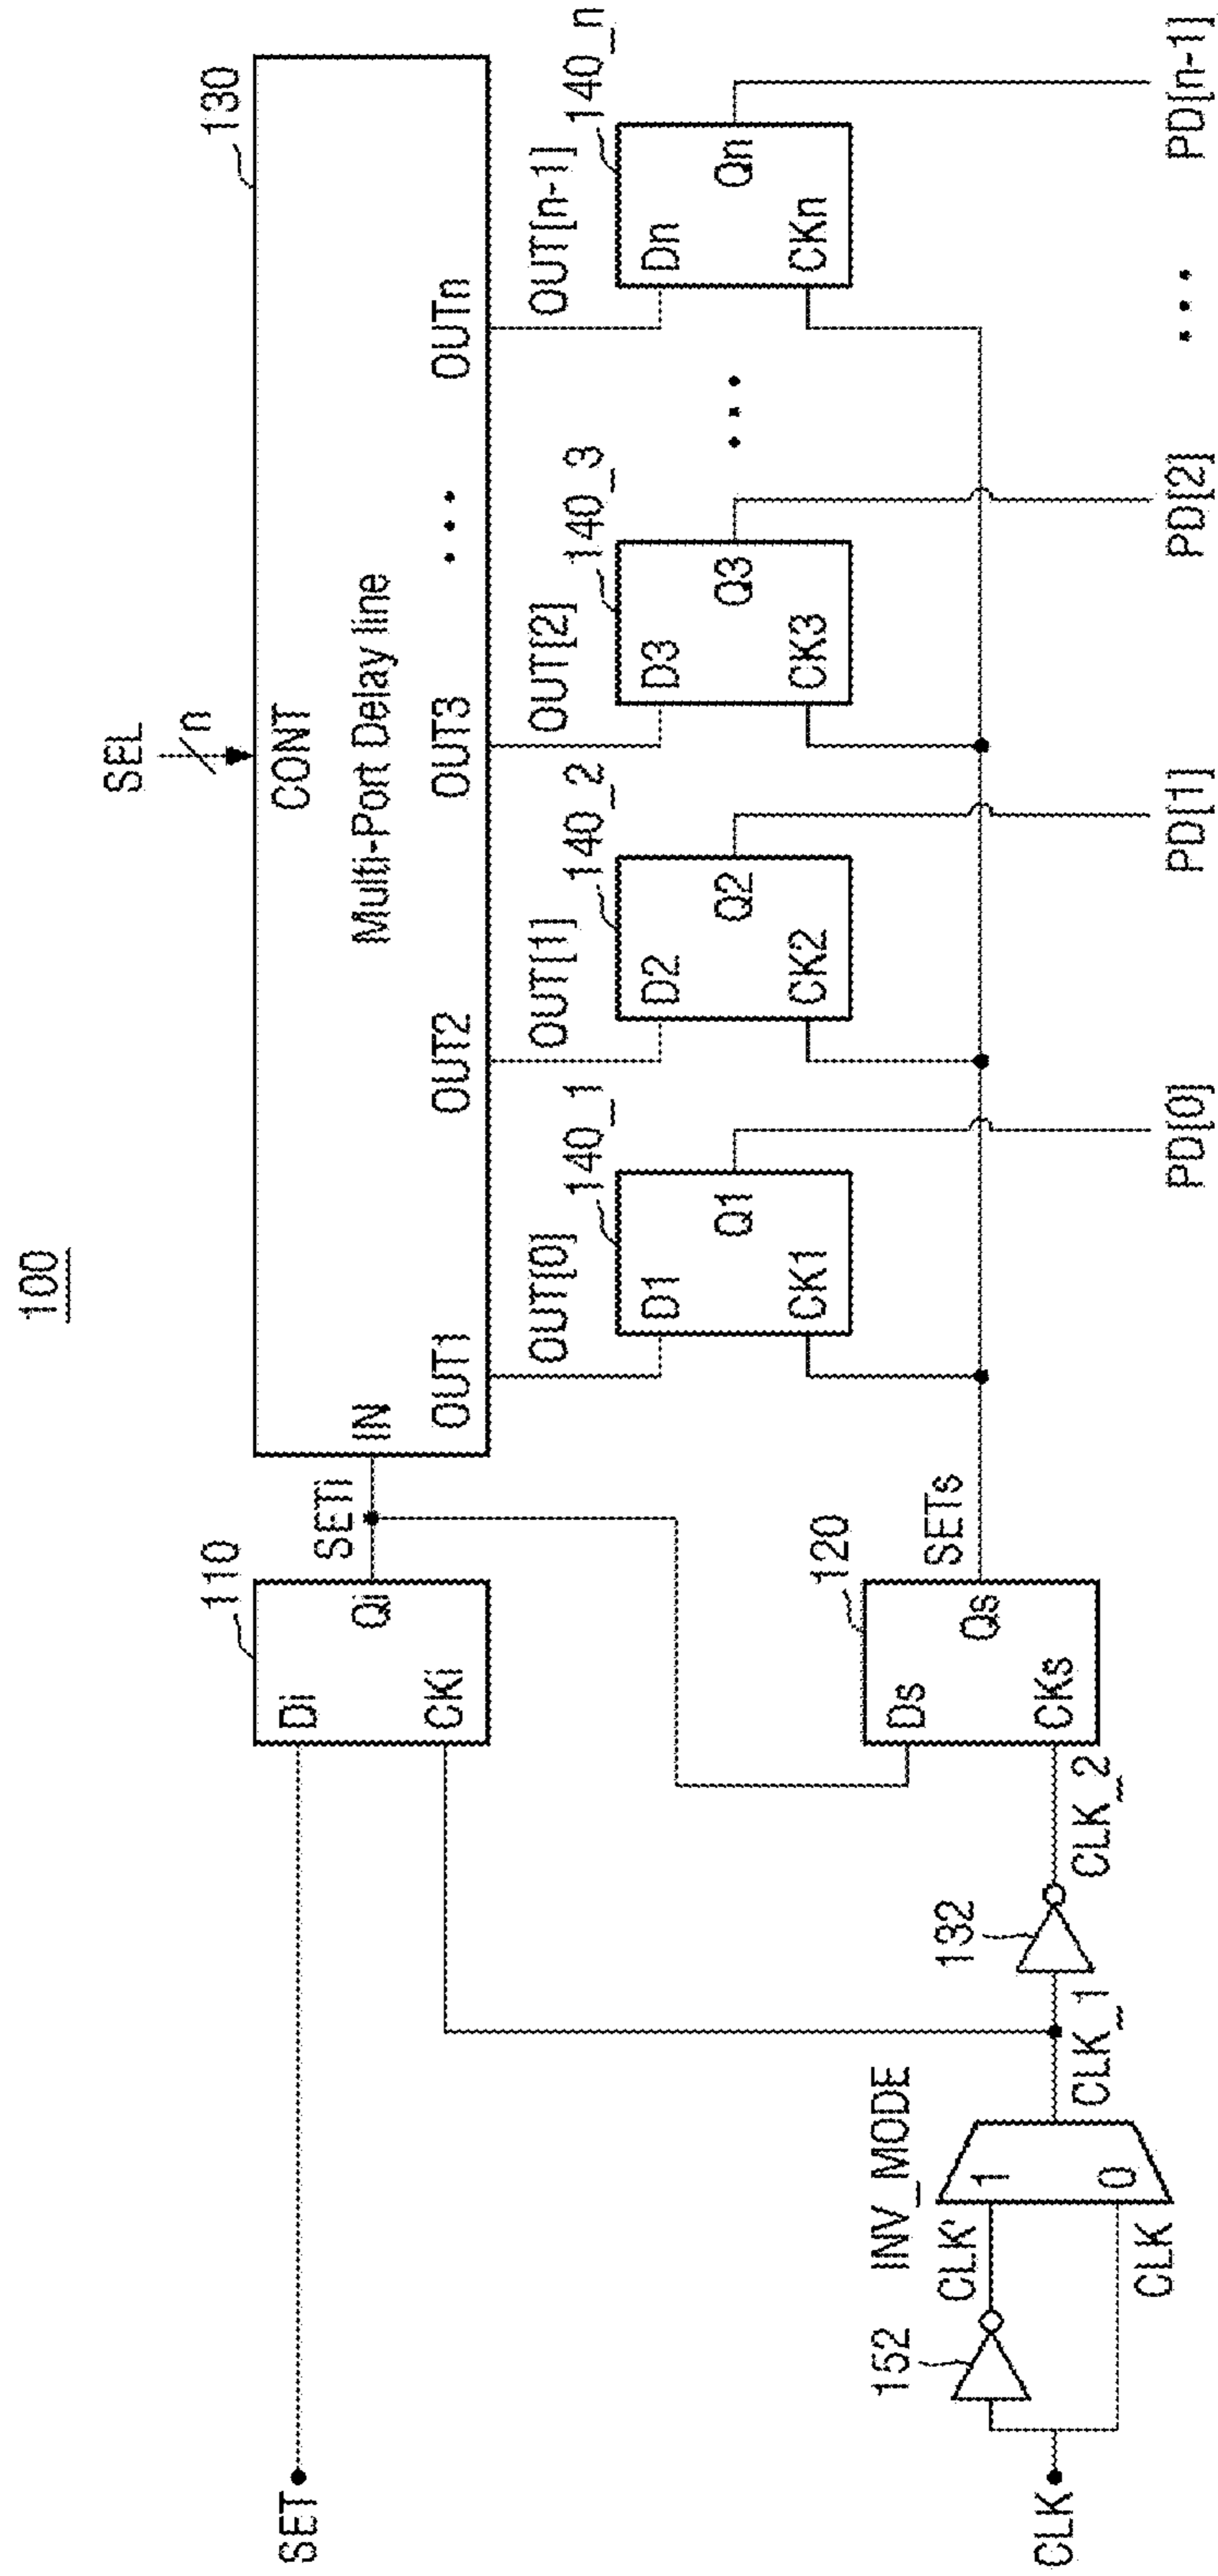 100
SEL
n
130
CONT
Multi-Port Delay line
IN
OUT1
OUT2
OUT3
...
OUTn
SET
110
Di
Qi
CKi
SETi
OUT[0]
OUT[1]
OUT[2]
OUT[n-1]
140_1
140_2
140_3
140_n
D1
Q1
CK1
D2
Q2
CK2
D3
Q3
CK3
...
Dn
Qn
CKn
120
Ds
Qs
CKs
SETs
INV_MODE
152
CLK'
1
0
CLK
CLK
CLK_1
132
CLK_2
PD[0]
PD[1]
PD[2]
...
PD[n-1]